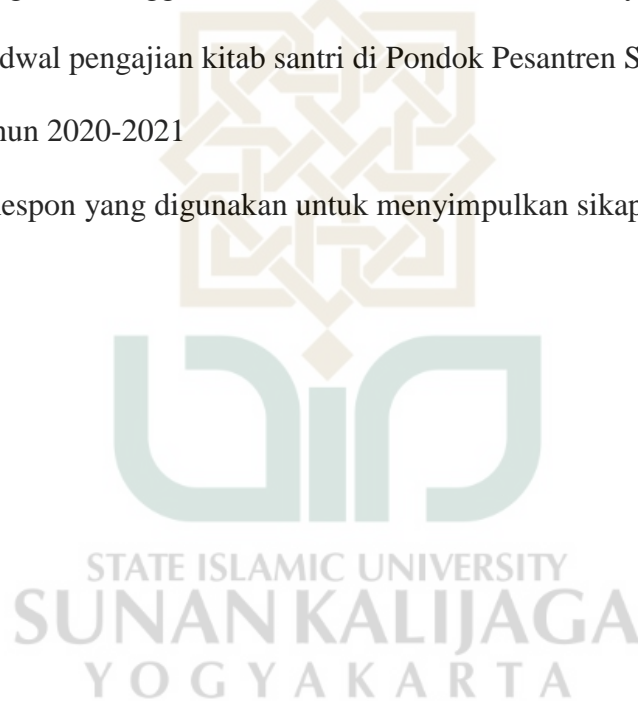 dwal pengajian kitab santri di Pondok Pesantren S
hun 2020-2021
espon yang digunakan untuk menyimpulkan sikap
STATE ISLAMIC UNIVERSITY
SUNAN KALIJAGA
YOGYAKARTA